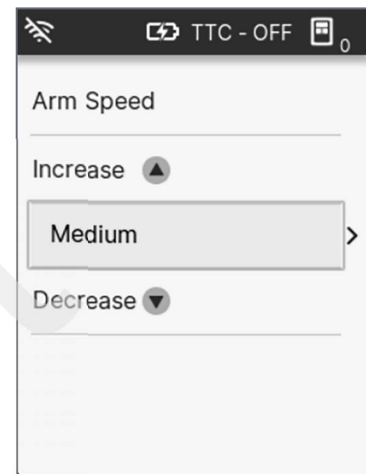 TTC - OFF 0
Arm Speed
Increase
Medium
Decrease